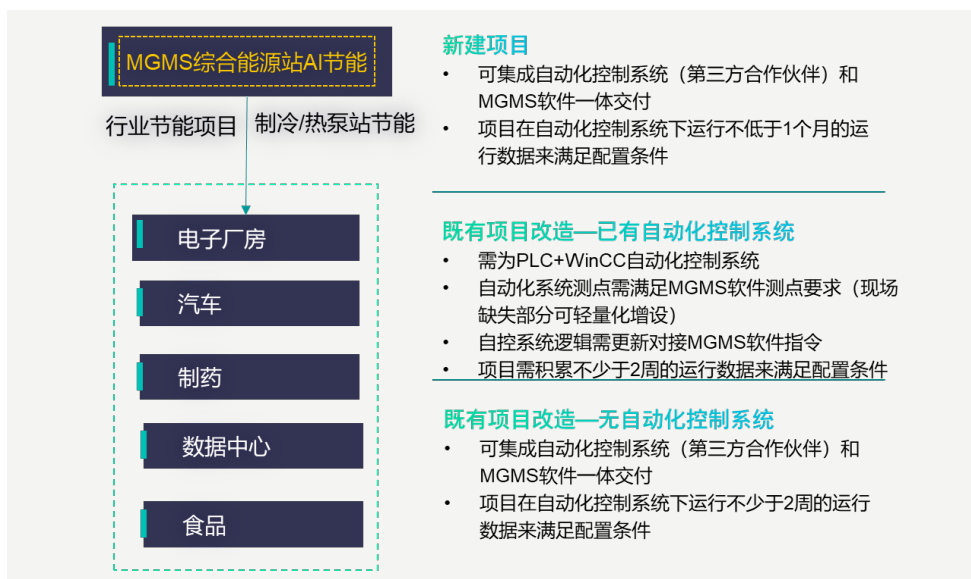 MGMS综合能源站AI节能
行业节能项目
制冷/热泵站节能
电子厂房
汽车
制药
数据中心
食品
新建项目
• 可集成自动化控制系统（第三方合作伙伴）和
MGMS软件一体交付
• 项目在自动化控制系统下运行不低于1个月的运
行数据来满足配置条件
既有项目改造—已有自动化控制系统
• 需为PLC+WinCC自动化控制系统
• 自动化系统测点需满足MGMS软件测点要求（现场
缺失部分可轻量化增设）
• 自控系统逻辑需更新对接MGMS软件指令
• 项目需积累不少于2周的运行数据来满足配置条件
既有项目改造—无自动化控制系统
• 可集成自动化控制系统（第三方合作伙伴）和
MGMS软件一体交付
• 项目在自动化控制系统下运行不少于2周的运行
数据来满足配置条件